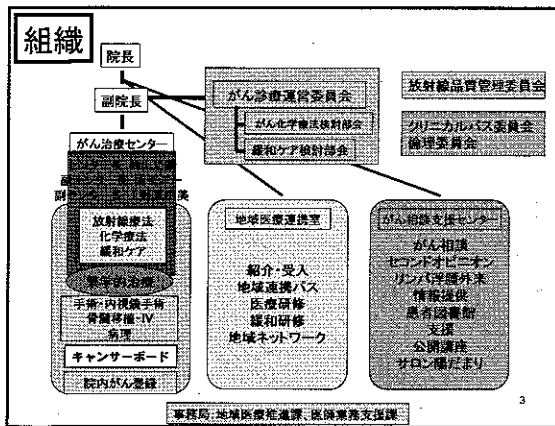 組織
院長
副院長
がん診療運営委員会
がん化学療法検討部会
緩和ケア検討部会
放射線品質管理委員会
クリニカルパス委員会
倫理委員会
がん治療センター
放射線療法
化学療法
緩和ケア
集学的治療
手術・内視鏡手術
骨髄移植・IV
病理
キャンサーボード
院内がん登録
地域医療連携室
紹介・受入
地域連携パス
医療研修
緩和研修
地域ネットワーク
がん相談支援センター
がん相談
セコンドオピニオン
リンパ浮腫外来
情報提供
患者図書館
支援
公開講座
サロン陽だまり
事務局:地域医療推進課、医師業務支援課
3